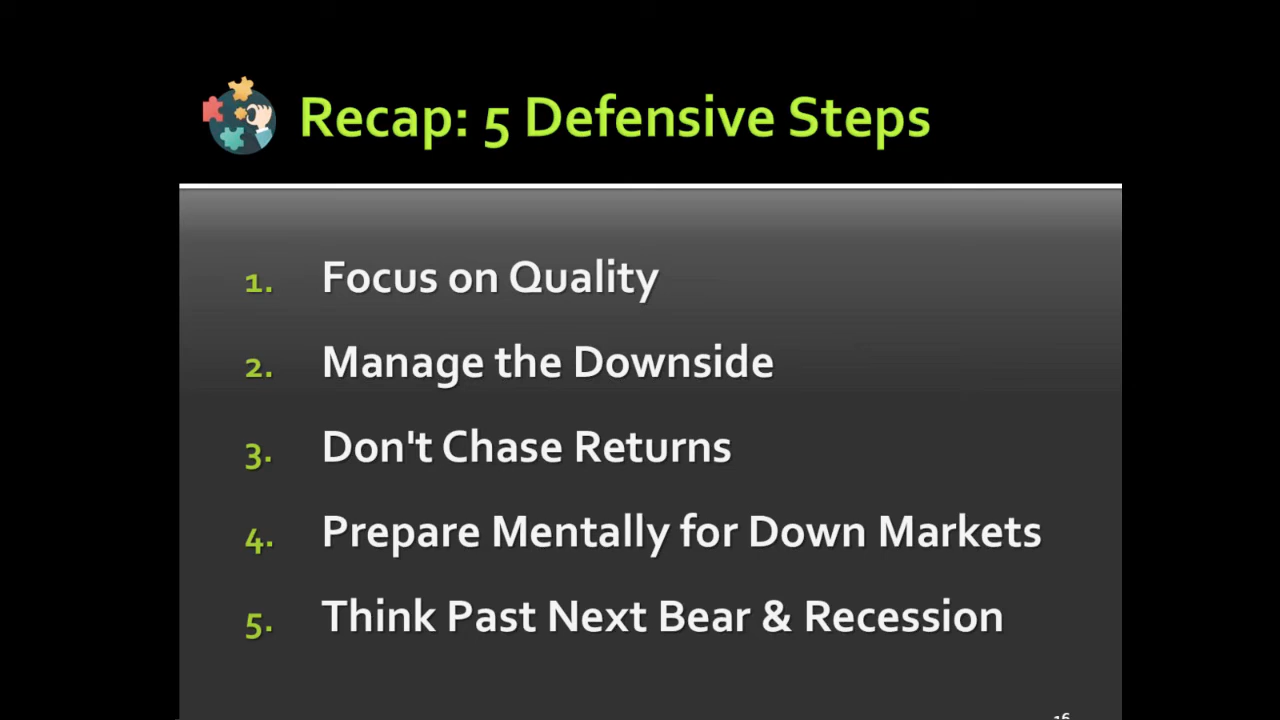 Recap: 5 Defensive Steps
1. Focus on Quality
2. Manage the Downside
3. Don't Chase Returns
4. Prepare Mentally for Down Markets
5. Think Past Next Bear & Recession